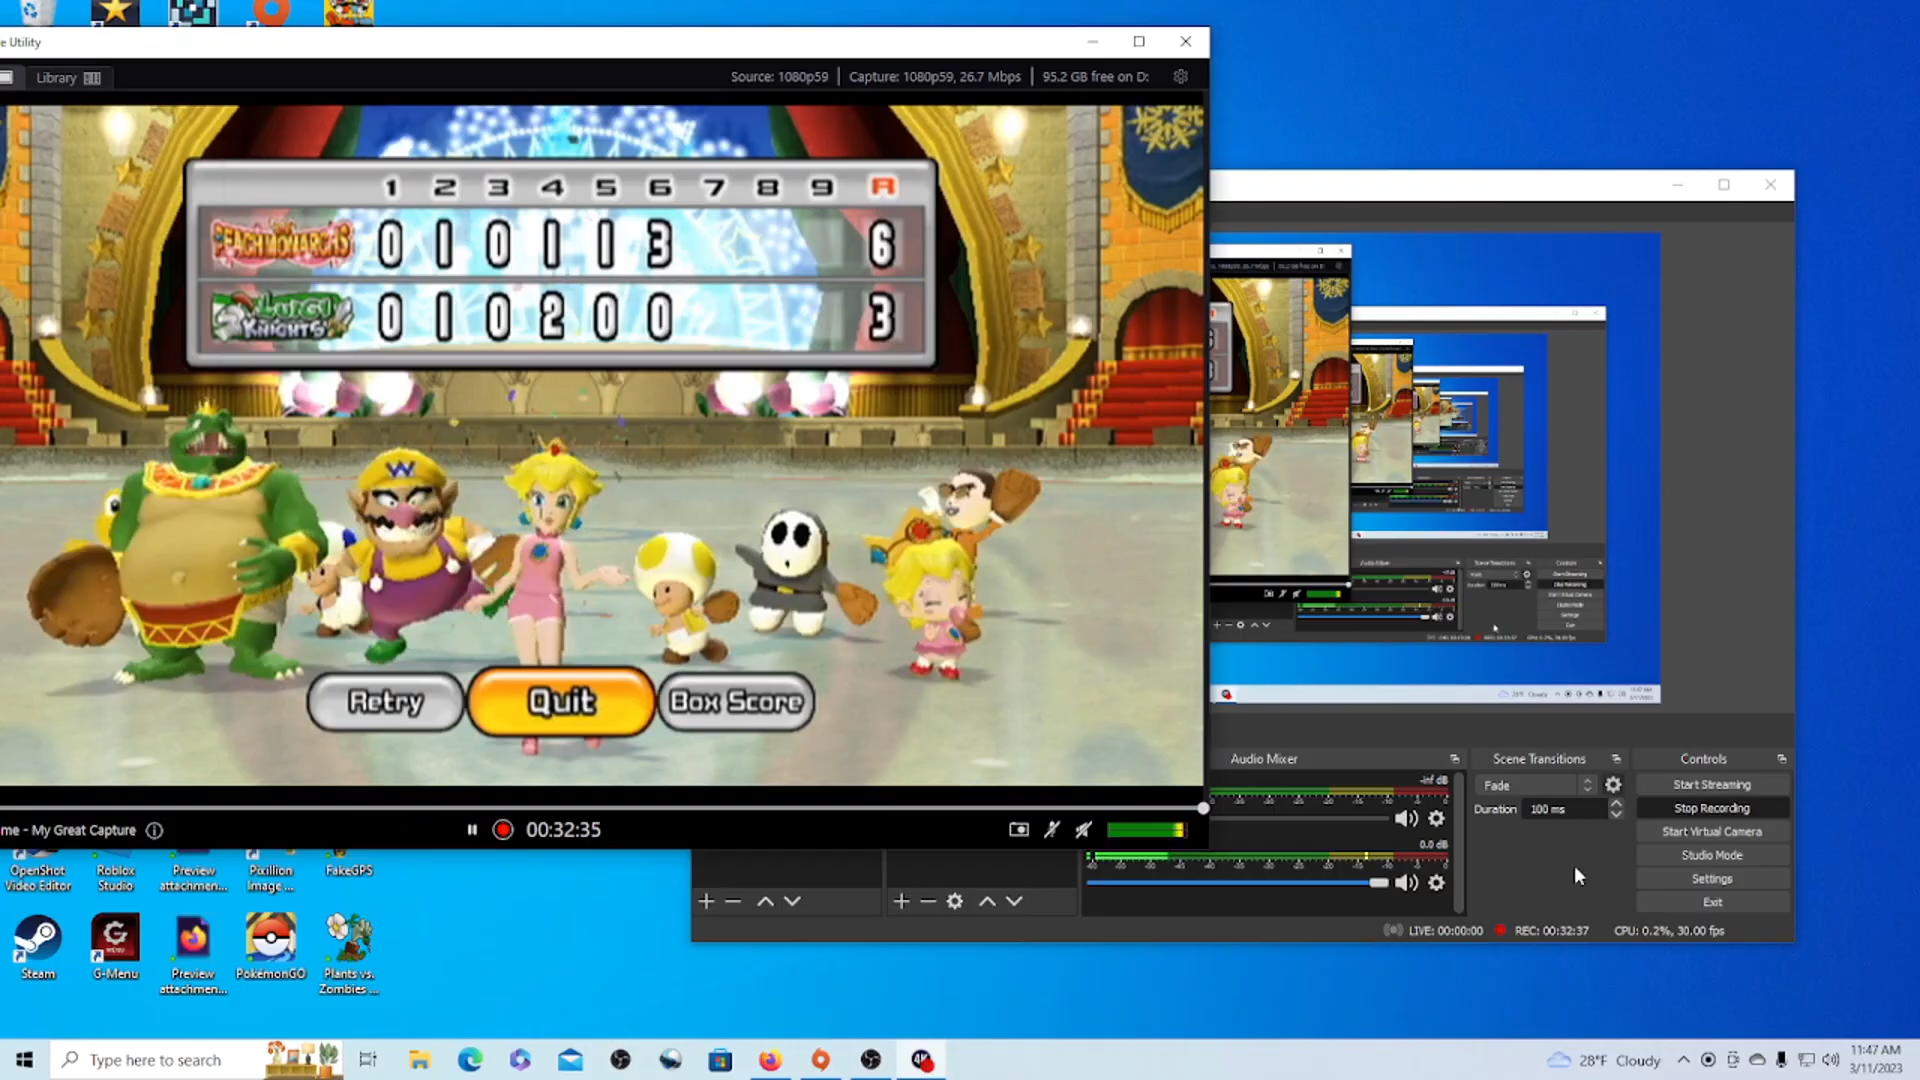 e Utility
Library
Source: 1080p59 | Capture: 1080p59, 26.7 Mbps | 95.2 GB free on D:
1 2 3 4 5 6 7 8 9 R
PEACH MONARCHS 0 1 0 1 1 3 6
LUIGI KNIGHTS 0 1 0 2 0 0 3
W
Retry
Quit
Box Score
me - My Great Capture
00:32:35
Audio Mixer
Scene Transitions
Controls
-inf dB
Fade
Start Streaming
Duration 100 ms
Stop Recording
Start Virtual Camera
0.0 dB
Studio Mode
Settings
Exit
LIVE: 00:00:00
REC: 00:32:37
CPU: 0.2%, 30.00 fps
OpenShot Video Editor
Roblox Studio
Preview attachmen...
Pixillion Image ...
FakeGPS
Steam
G-Menu
Preview attachmen...
PokémonGO
Plants vs. Zombies ...
Type here to search
28°F Cloudy
11:47 AM
3/11/2023